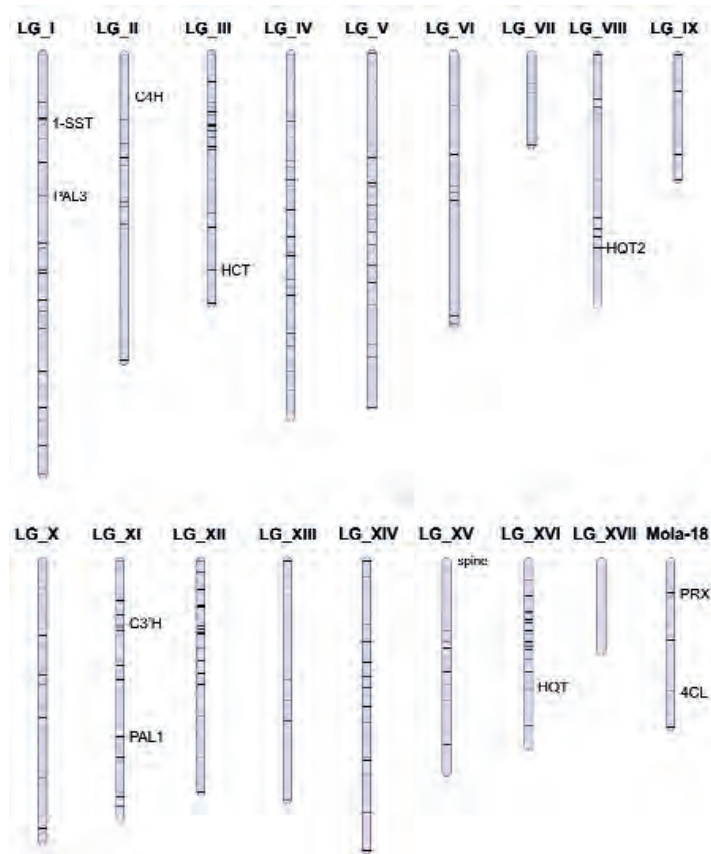 LG_I LG_II LG_III LG_IV LG_V LG_VI LG_VII LG_VIII LG_IX
C4H
1-SST
PAL3
HCT
HQT2
LG_X LG_XI LG_XII LG_XIII LG_XIV LG_XV LG_XVI LG_XVII Mola-18
spine
PRX
C3'H
HQT
4CL
PAL1